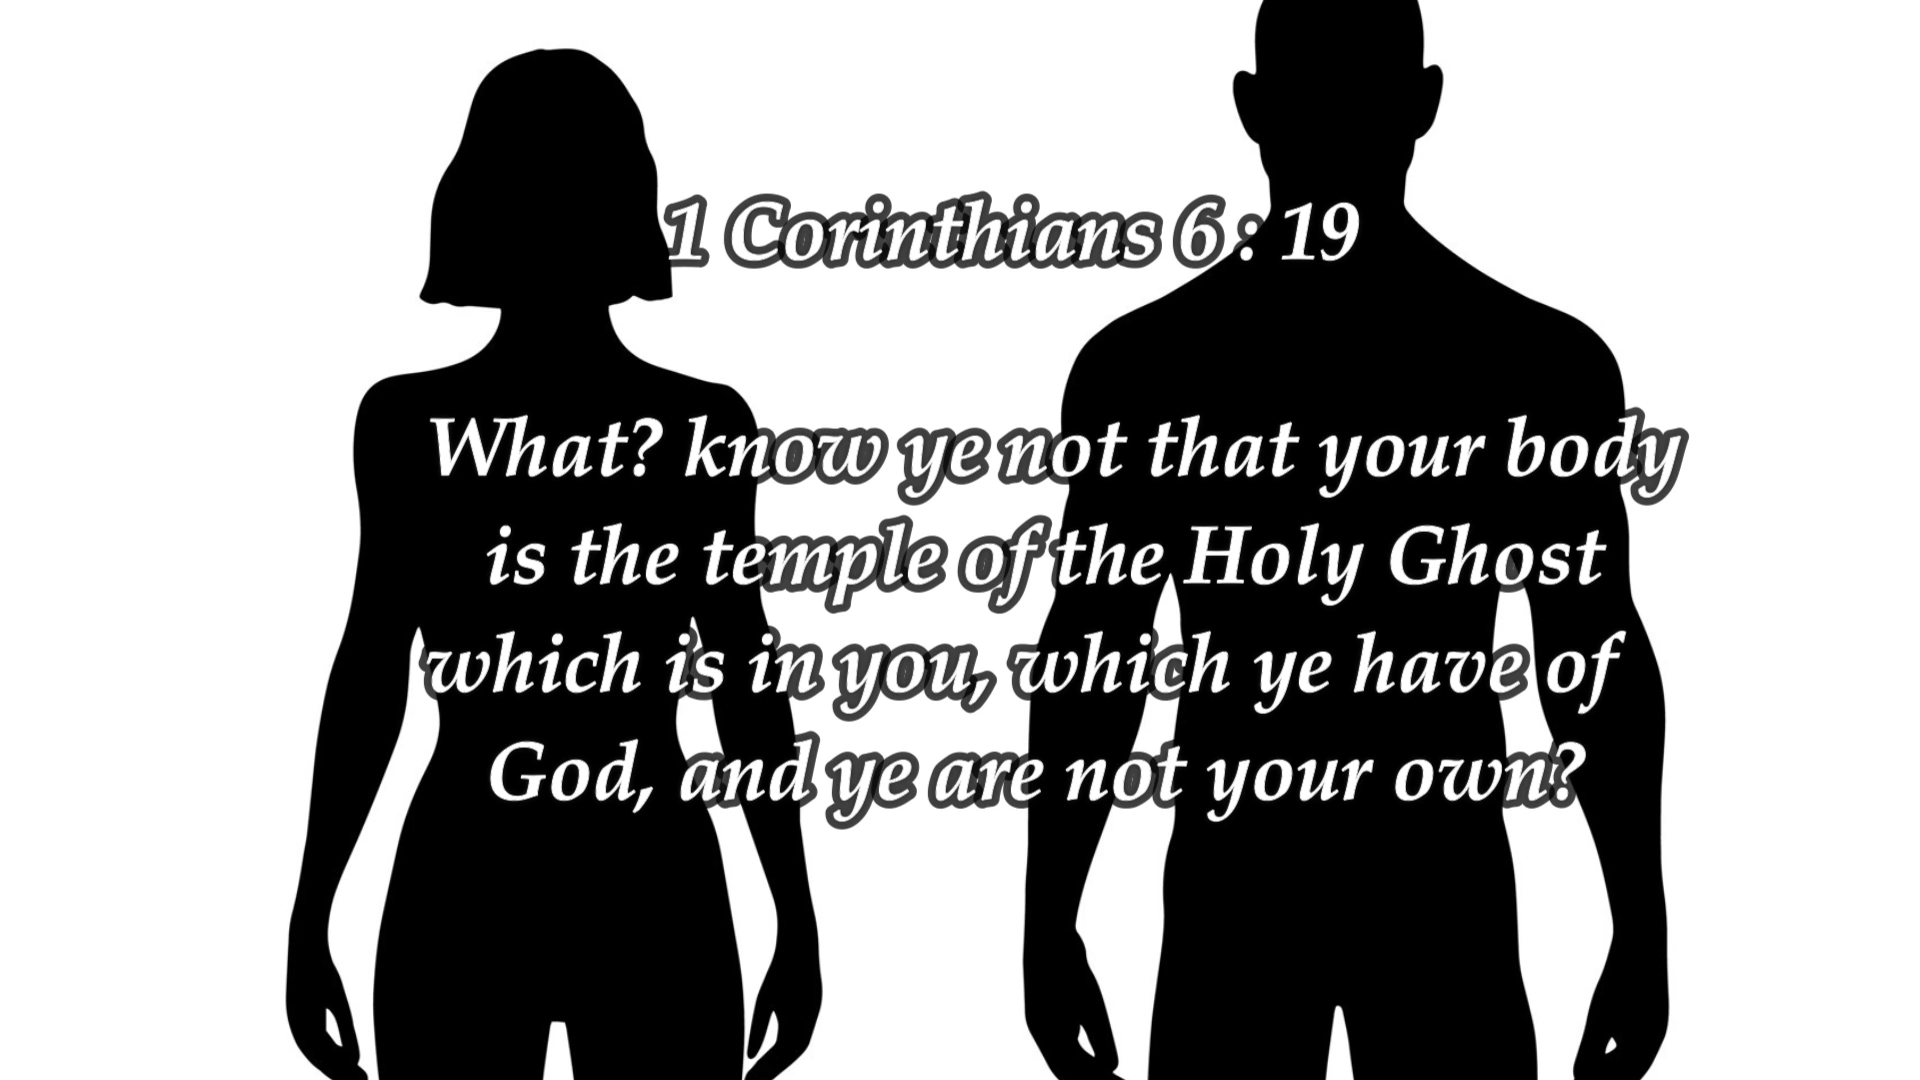 1 Corinthians 6 : 19
What? know ye not that your body
is the temple of the Holy Ghost
which is in you, which ye have of
God, and ye are not your own?